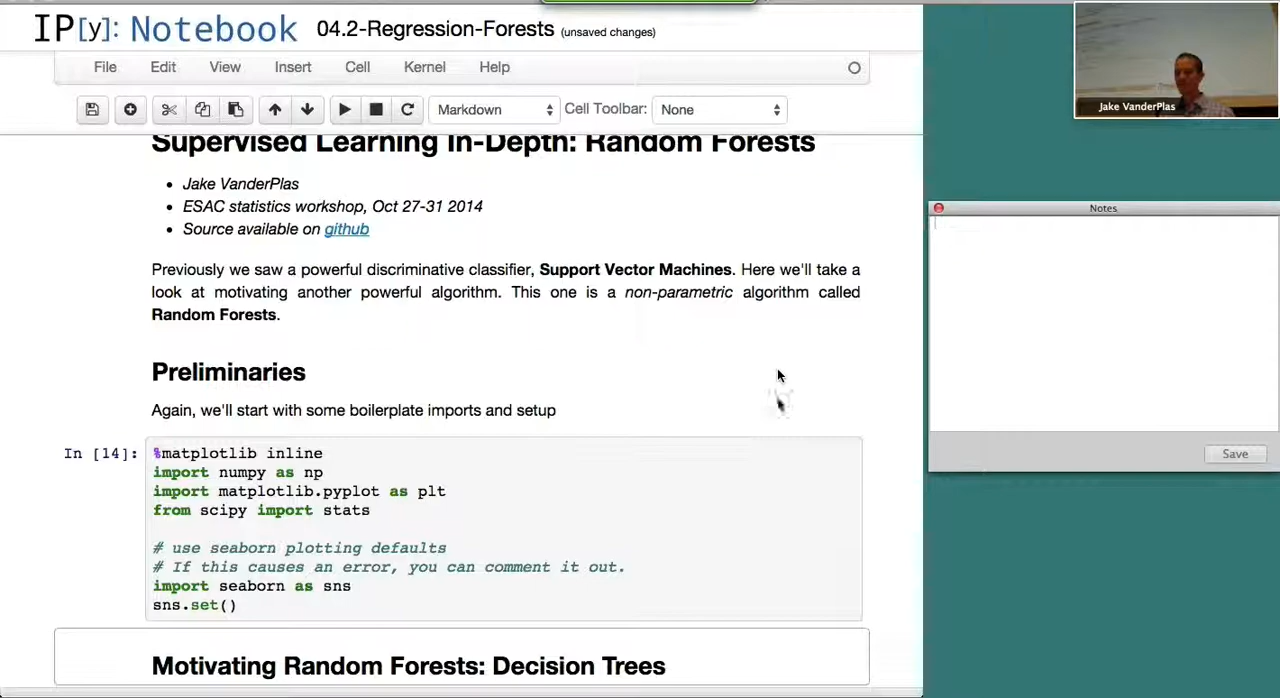 IP[y]: Notebook 04.2-Regression-Forests (unsaved changes)
File Edit View Insert Cell Kernel Help
Markdown Cell Toolbar: None
Supervised Learning In-Depth: Random Forests
• Jake VanderPlas
• ESAC statistics workshop, Oct 27-31 2014
• Source available on github
Previously we saw a powerful discriminative classifier, Support Vector Machines. Here we'll take a
look at motivating another powerful algorithm. This one is a non-parametric algorithm called
Random Forests.
Preliminaries
Again, we'll start with some boilerplate imports and setup
In [14]: %matplotlib inline
import numpy as np
import matplotlib.pyplot as plt
from scipy import stats
# use seaborn plotting defaults
# If this causes an error, you can comment it out.
import seaborn as sns
sns.set()
Motivating Random Forests: Decision Trees
Jake VanderPlas
Notes
Save